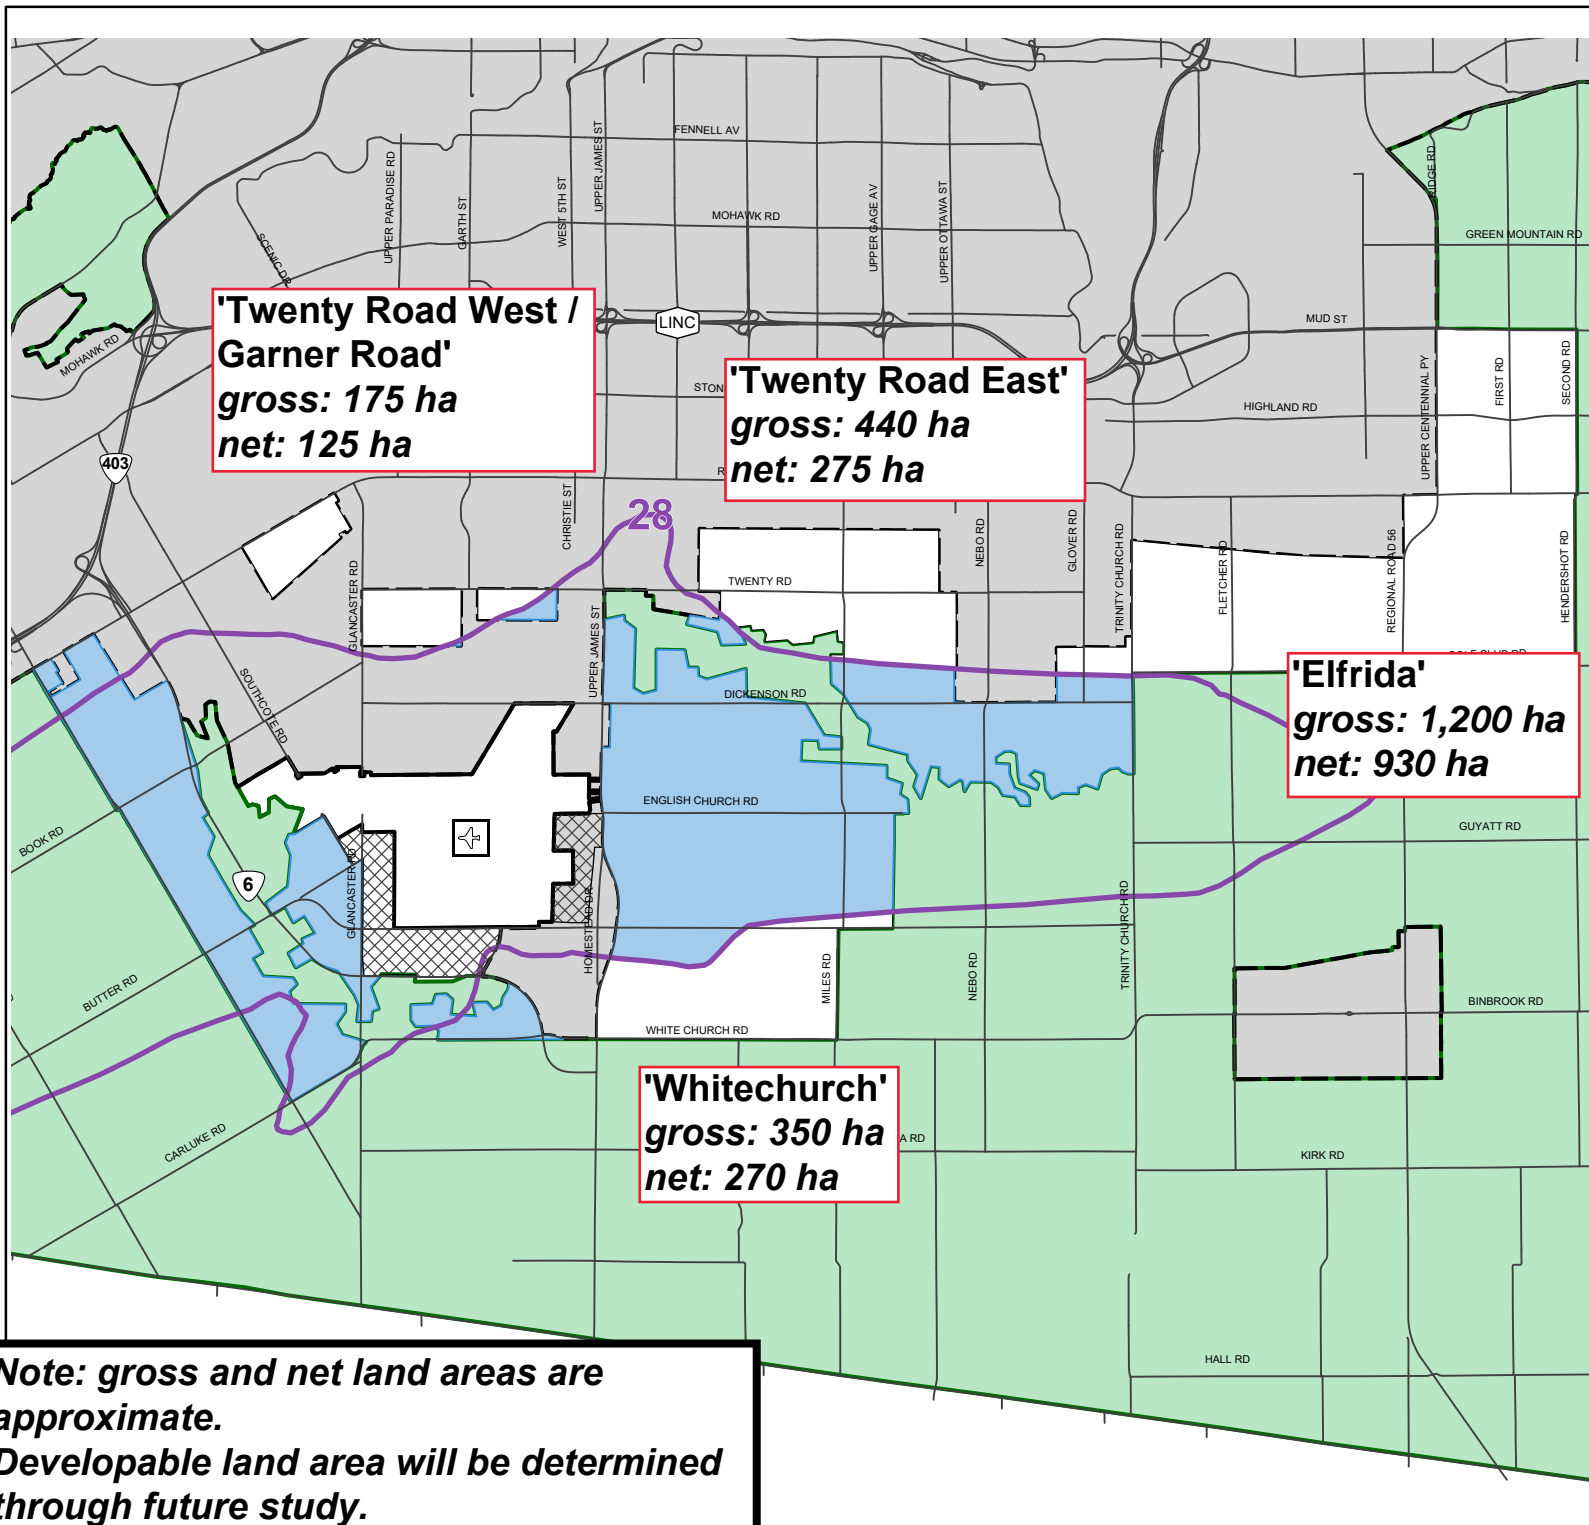 FENNELL AV
MOHAWK RD
UPPER PARADISE RD
GARTH ST
WEST 5TH ST
UPPER JAMES ST
UPPER GAGE AV
UPPER OTTAWA ST
SCENIC DR
RIDGE RD
GREEN MOUNTAIN RD
MUD ST
LINC
MOHAWK RD
'Twenty Road West /
Garner Road'
gross: 175 ha
net: 125 ha
STON
'Twenty Road East'
gross: 440 ha
net: 275 ha
R
HIGHLAND RD
UPPER CENTENNIAL PY
FIRST RD
SECOND RD
403
28
CHRISTIE ST
NEBO RD
GLOVER RD
TRINITY CHURCH RD
FLETCHER RD
REGIONAL ROAD 56
HENDERSHOT RD
TWENTY RD
GLANCASTER RD
UPPER JAMES ST
SOUTHCOTE RD
DICKENSON RD
'Elfrida'
gross: 1,200 ha
net: 930 ha
ENGLISH CHURCH RD
GUYATT RD
BOOK RD
6
GLANCASTER RD
HOMESTEAD DR
BUTTER RD
MILES RD
NEBO RD
TRINITY CHURCH RD
BINBROOK RD
WHITE CHURCH RD
'Whitechurch'
gross: 350 ha
net: 270 ha
A RD
CARLUKE RD
KIRK RD
HALL RD
Note: gross and net land areas are
approximate.
Developable land area will be determined
through future study.